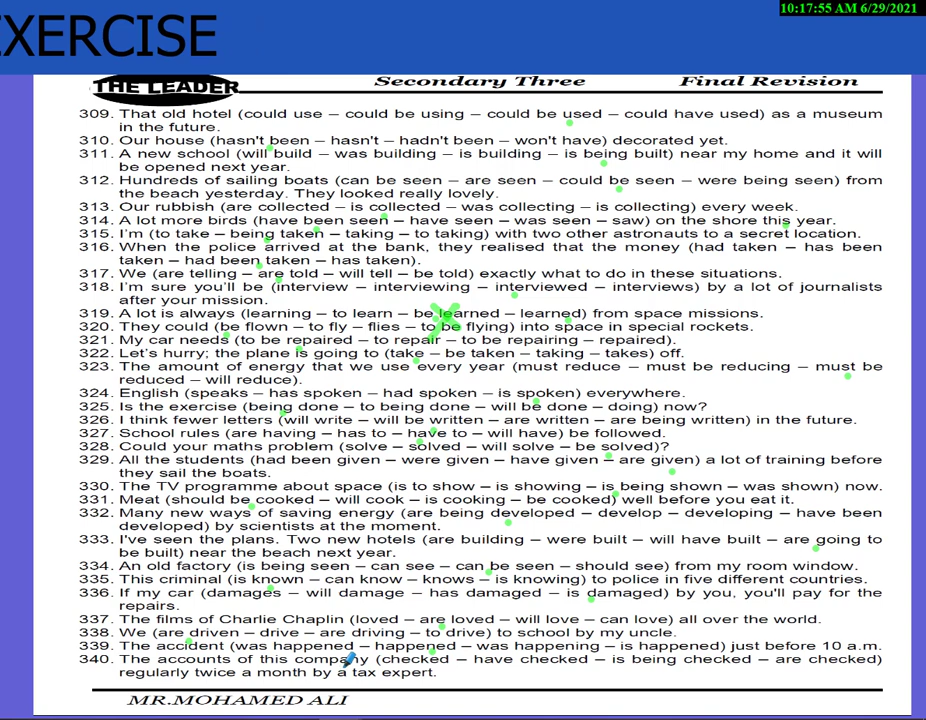 10:17:55 AM 6/29/2021
XERCISE
THE LEADER Secondary Three Final Revision
309. That old hotel (could use – could be using – could be used – could have used) as a museum
in the future.
310. Our house (hasn't been – hasn't - hadn't been – won't have) decorated yet.
311. A new school (will build – was building – is building – is being built) near my home and it will
be opened next year.
312. Hundreds of sailing boats (can be seen – are seen – could be seen – were being seen) from
the beach yesterday. They looked really lovely.
313. Our rubbish (are collected – is collected – was collecting – is collecting) every week.
314. A lot more birds (have been seen – have seen – was seen – saw) on the shore this year.
315. I'm (to take – being taken – taking – to taking) with two other astronauts to a secret location.
316. When the police arrived at the bank, they realised that the money (had taken – has been
taken – had been taken – has taken).
317. We (are telling – are told – will tell – be told) exactly what to do in these situations.
318. I'm sure you'll be (interview – interviewing – interviewed – interviews) by a lot of journalists
after your mission.
319. A lot is always (learning – to learn – be learned – learned) from space missions.
320. They could (be flown – to fly – flies – to be flying) into space in special rockets.
321. My car needs (to be repaired – to repair – to be repairing – repaired).
322. Let's hurry; the plane is going to (take – be taken – taking – takes) off.
323. The amount of energy that we use every year (must reduce – must be reducing – must be
reduced – will reduce).
324. English (speaks – has spoken – had spoken – is spoken) everywhere.
325. Is the exercise (being done – to being done – will be done – doing) now?
326. I think fewer letters (will write – will be written – are written – are being written) in the future.
327. School rules (are having – has to – have to – will have) be followed.
328. Could your maths problem (solve – solved – will solve – be solved)?
329. All the students (had been given – were given – have given – are given) a lot of training before
they sail the boats.
330. The TV programme about space (is to show – is showing – is being shown – was shown) now.
331. Meat (should be cooked – will cook – is cooking – be cooked) well before you eat it.
332. Many new ways of saving energy (are being developed – develop – developing – have been
developed) by scientists at the moment.
333. I've seen the plans. Two new hotels (are building – were built – will have built – are going to
be built) near the beach next year.
334. An old factory (is being seen – can see – can be seen – should see) from my room window.
335. This criminal (is known – can know – knows – is knowing) to police in five different countries.
336. If my car (damages – will damage – has damaged – is damaged) by you, you'll pay for the
repairs.
337. The films of Charlie Chaplin (loved – are loved – will love – can love) all over the world.
338. We (are driven – drive – are driving – to drive) to school by my uncle.
339. The accident (was happened – happened – was happening – is happened) just before 10 a.m.
340. The accounts of this company (checked – have checked – is being checked – are checked)
regularly twice a month by a tax expert.
MR.MOHAMED ALI